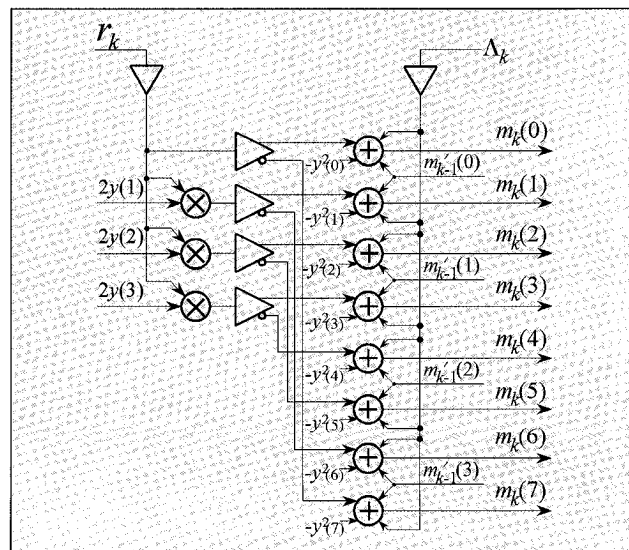 r_k
Λ_k
m_k(0)
-y²(0)
m′_{k-1}(0)
m_k(1)
2y(1)
-y²(1)
m_k(2)
2y(2)
-y²(2)
m′_{k-1}(1)
m_k(3)
2y(3)
-y²(3)
m_k(4)
-y²(4)
m′_{k-1}(2)
m_k(5)
-y²(5)
m_k(6)
-y²(6)
m′_{k-1}(3)
m_k(7)
-y²(7)